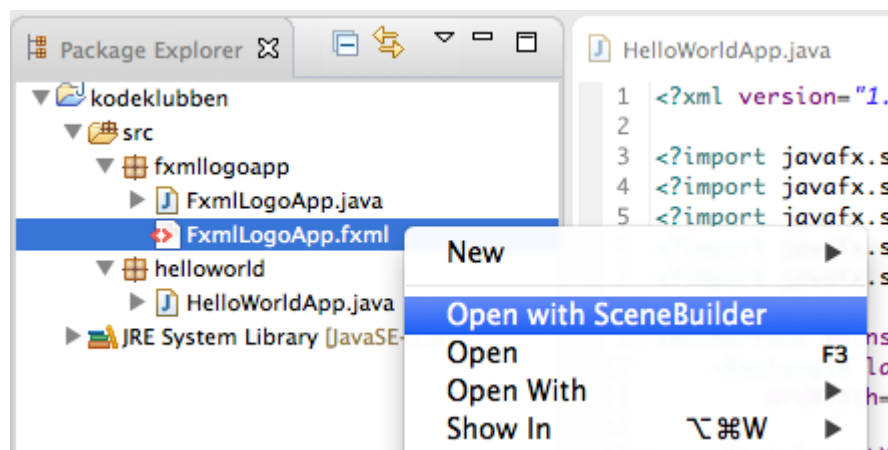 Package Explorer
HelloWorldApp.java
kodeklubben
src
fxmllogoapp
FxmlLogoApp.java
FxmlLogoApp.fxml
helloworld
HelloWorldApp.java
JRE System Library [JavaSE-
1 <?xml version="1.
2
3 <?import javafx.s
4 <?import javafx.s
5 <?import javafx.s
New
Open with SceneBuilder
Open F3
Open With
Show In ⌥⌘W